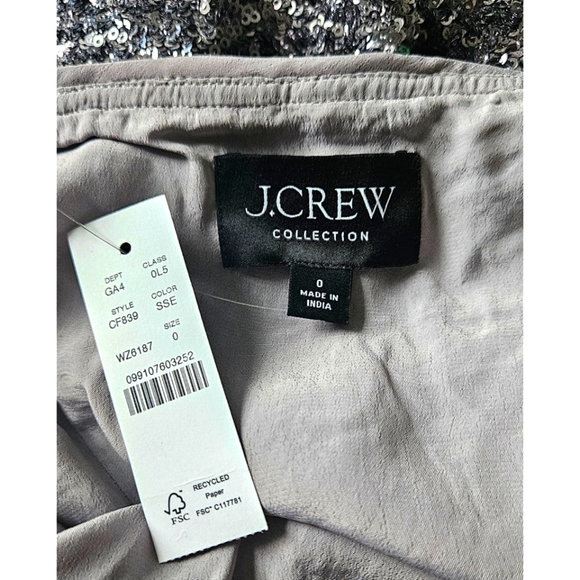 J.CREW
COLLECTION
0
MADE IN
INDIA
DEPT CLASS
GA4 0L5
STYLE COLOR
CF839 SSE
SIZE
WZ6187 0
099107603252
RECYCLED
Paper
FSC
FSC® C117781